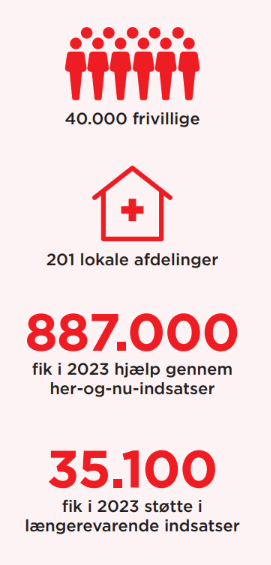 40.000 frivillige
201 lokale afdelinger
887.000
fik i 2023 hjælp gennem
her-og-nu-indsatser
35.100
fik i 2023 støtte i
længerevarende indsatser